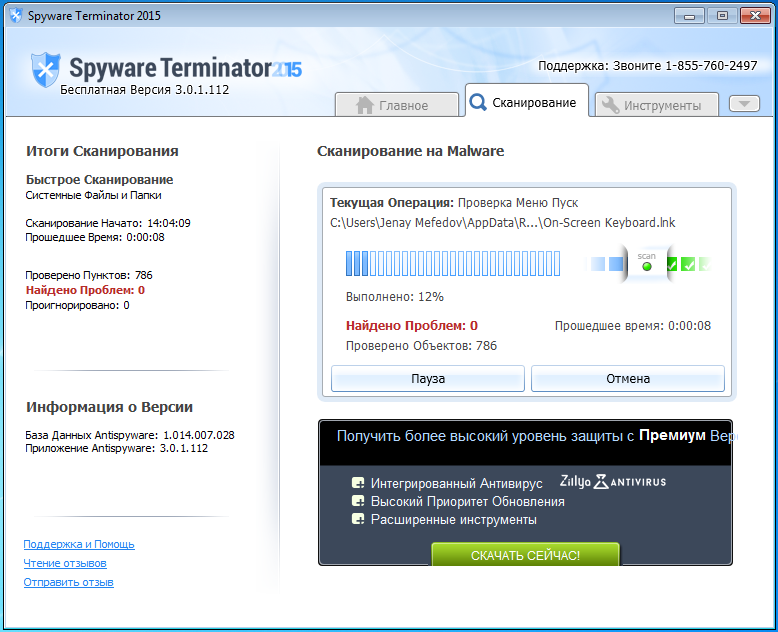 Spyware Terminator 2015
Spyware Terminator2015
Бесплатная Версия 3.0.1.112
Поддержка: Звоните 1-855-760-2497
Главное
Сканирование
Инструменты
Итоги Сканирования
Быстрое Сканирование
Системные Файлы и Папки
Сканирование Начато: 14:04:09
Прошедшее Время: 0:00:08
Проверено Пунктов: 786
Найдено Проблем: 0
Проигнорировано: 0
Информация о Версии
База Данных Antispyware: 1.014.007.028
Приложение Antispyware: 3.0.1.112
Поддержка и Помощь
Чтение отзывов
Отправить отзыв
Сканирование на Malware
Текущая Операция: Проверка Меню Пуск
C:\Users\Jenay Mefedov\AppData\R...\On-Screen Keyboard.lnk
scan
Выполнено: 12%
Найдено Проблем: 0
Прошедшее время: 0:00:08
Проверено Объектов: 786
Пауза
Отмена
Получить более высокий уровень защиты с Премиум Вер
Интегрированный Антивирус
Zillya ANTIVIRUS
Высокий Приоритет Обновления
Расширенные инструменты
СКАЧАТЬ СЕЙЧАС!